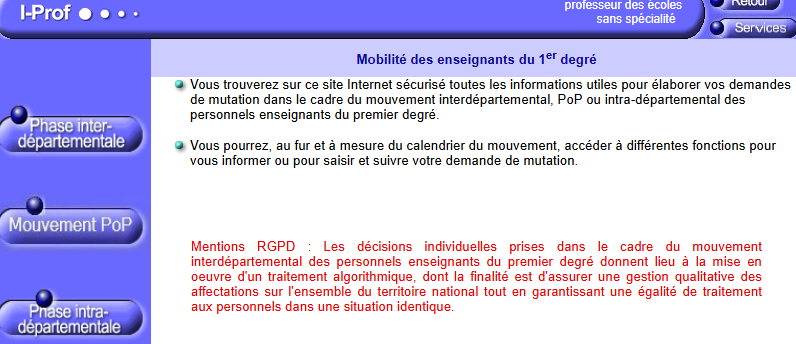 I-Prof
professeur des écoles
sans spécialité
Retour
Services
Mobilité des enseignants du 1er degré
Vous trouverez sur ce site Internet sécurisé toutes les informations utiles pour élaborer vos demandes
de mutation dans le cadre du mouvement interdépartemental, PoP ou intra-départemental des
personnels enseignants du premier degré.
Vous pourrez, au fur et à mesure du calendrier du mouvement, accéder à différentes fonctions pour
vous informer ou pour saisir et suivre votre demande de mutation.
Phase inter-
départementale
Mouvement PoP
Phase intra-
départementale
Mentions RGPD : Les décisions individuelles prises dans le cadre du mouvement
interdépartemental des personnels enseignants du premier degré donnent lieu à la mise en
oeuvre d'un traitement algorithmique, dont la finalité est d'assurer une gestion qualitative des
affectations sur l'ensemble du territoire national tout en garantissant une égalité de traitement
aux personnels dans une situation identique.